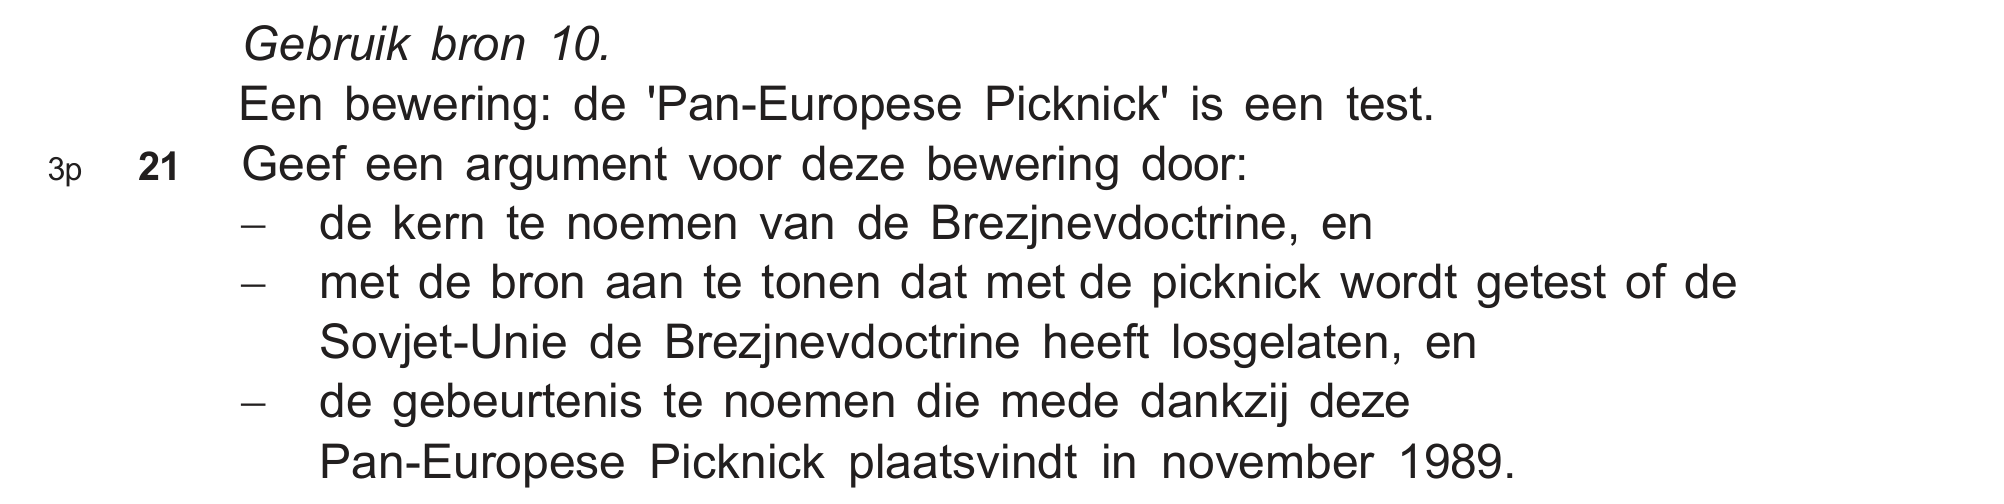 Gebruik bron 10.
Een bewering: de 'Pan-Europese Picknick' is een test.
3p 21 Geef een argument voor deze bewering door:
– de kern te noemen van de Brezjnevdoctrine, en
– met de bron aan te tonen dat met de picknick wordt getest of de
Sovjet-Unie de Brezjnevdoctrine heeft losgelaten, en
– de gebeurtenis te noemen die mede dankzij deze
Pan-Europese Picknick plaatsvindt in november 1989.